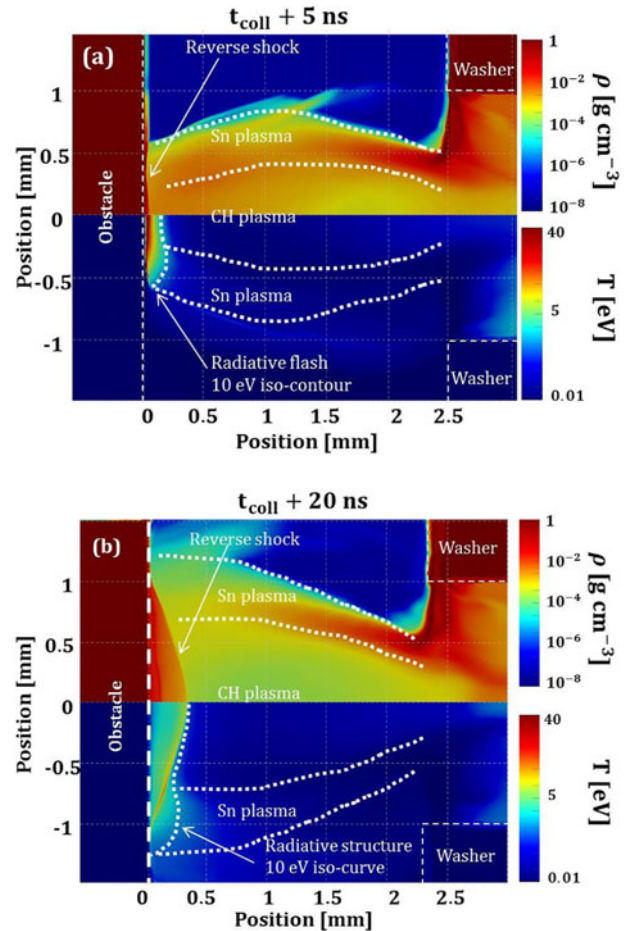 t_coll + 5 ns
Reverse shock
(a)
Washer
Sn plasma
CH plasma
Sn plasma
Obstacle
Radiative flash
10 eV iso-contour
Washer
1
0.5
0
-0.5
-1
Position [mm]
0 0.5 1 1.5 2 2.5
Position [mm]
1
10⁻²
10⁻⁴
10⁻⁶
10⁻⁸
ρ [g cm⁻³]
40
5
0.01
T [eV]
t_coll + 20 ns
Reverse shock
(b)
Washer
Sn plasma
CH plasma
Obstacle
Sn plasma
Radiative structure
10 eV iso-curve
Washer
1
0.5
0
-0.5
-1
Position [mm]
0 0.5 1 1.5 2 2.5
Position [mm]
1
10⁻²
10⁻⁴
10⁻⁶
10⁻⁸
ρ [g cm⁻³]
40
5
0.01
T [eV]